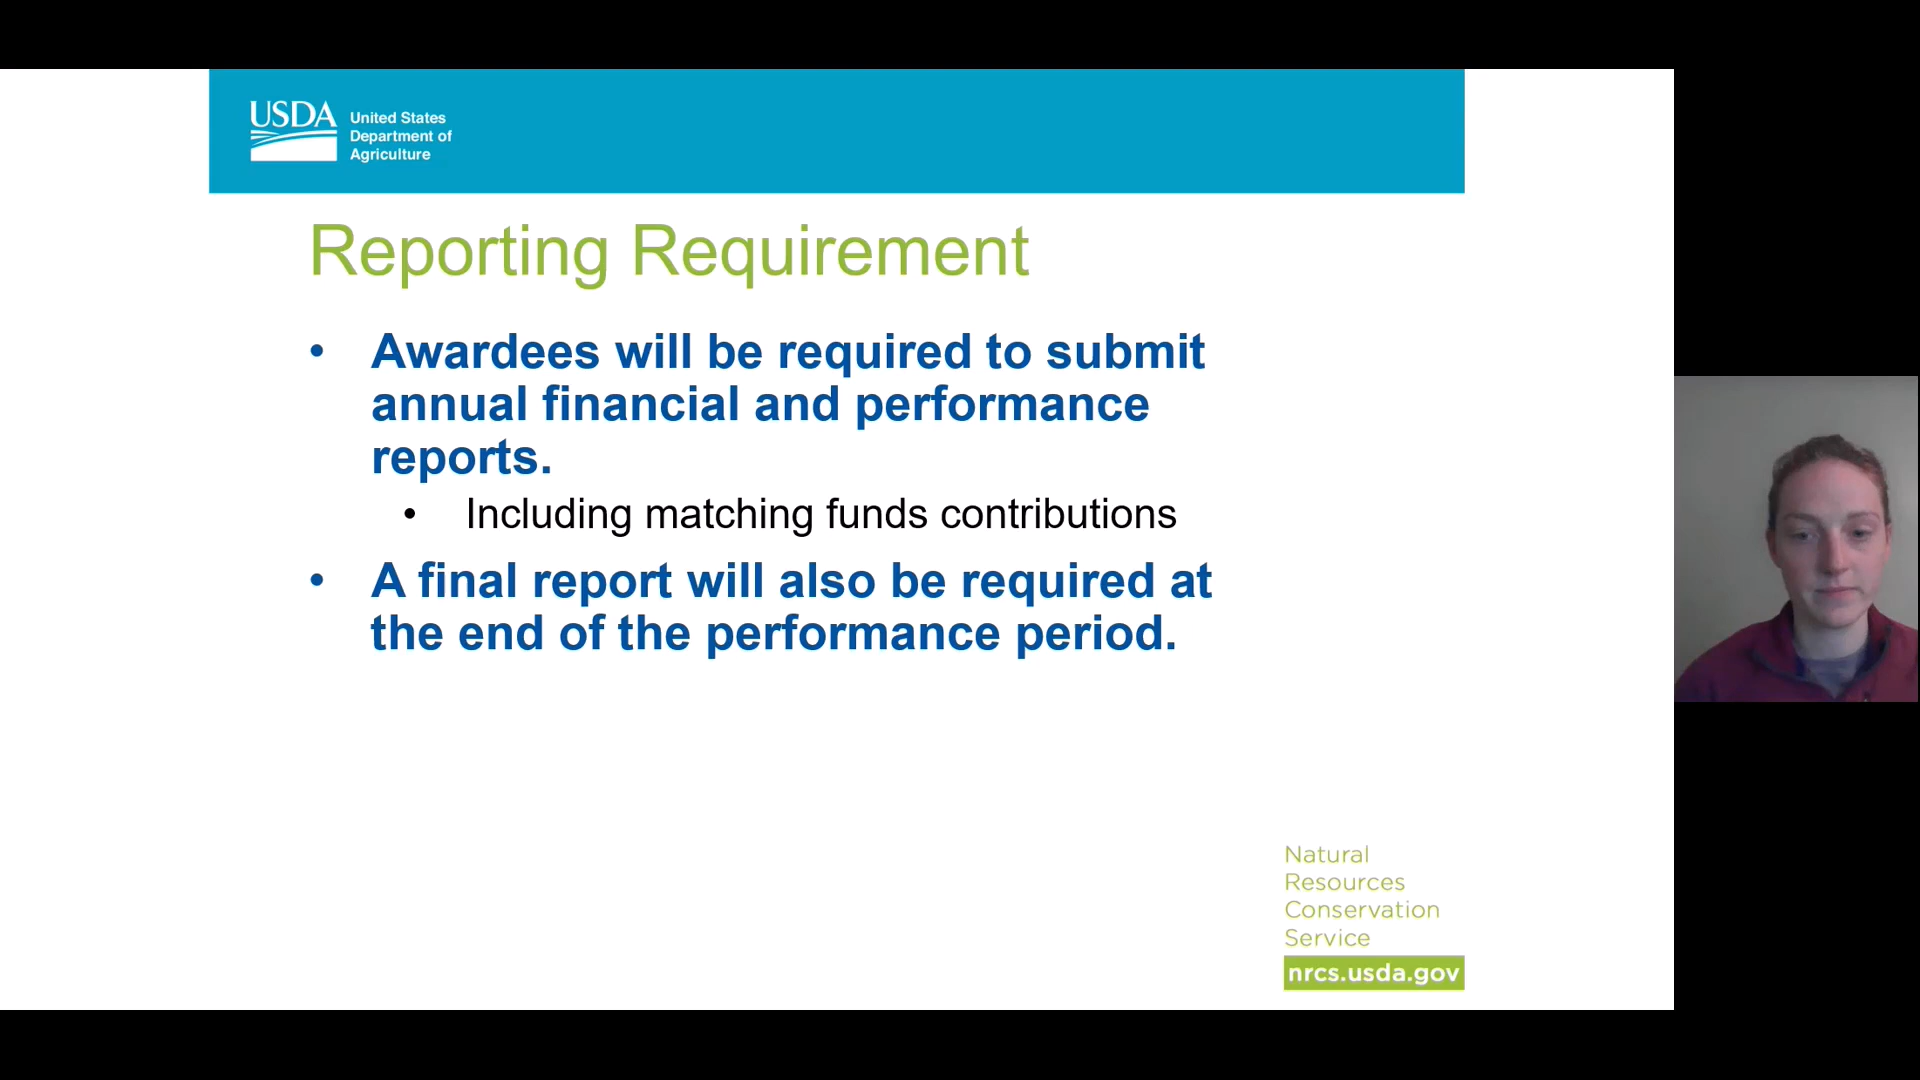 USDA
United States
Department of
Agriculture
Reporting Requirement
• Awardees will be required to submit
annual financial and performance
reports.
• Including matching funds contributions
• A final report will also be required at
the end of the performance period.
Natural
Resources
Conservation
Service
nrcs.usda.gov